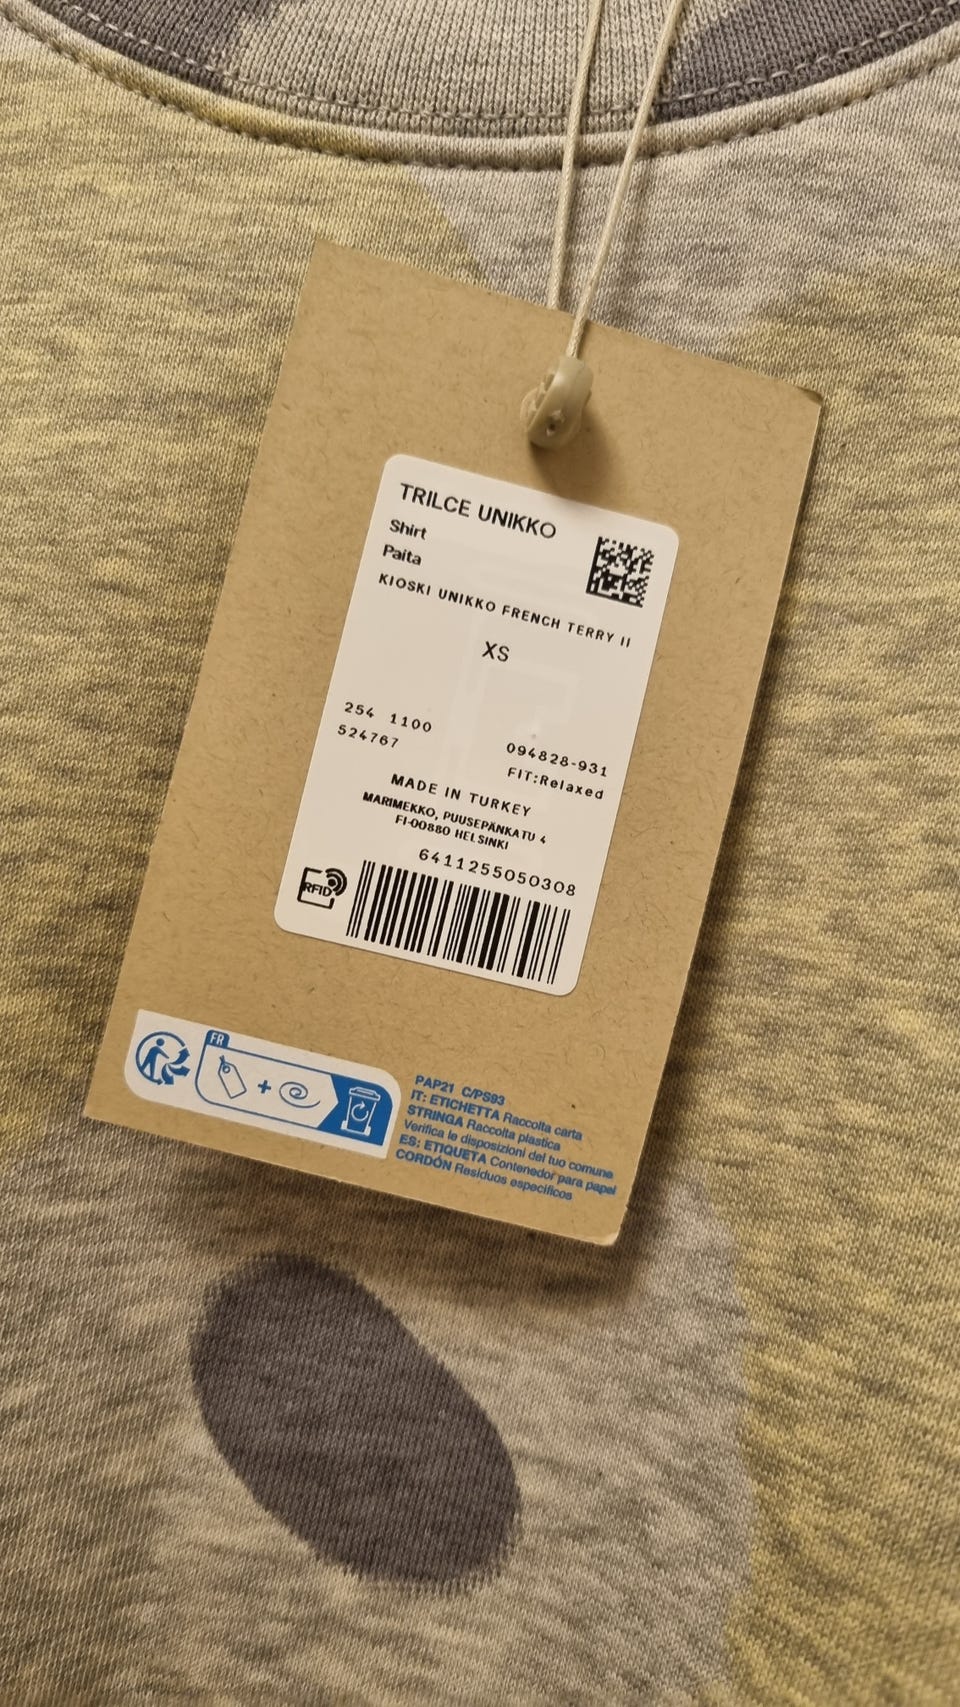 TRILCE UNIKKO
Shirt
Paita
KIOSKI UNIKKO FRENCH TERRY II
XS
254 1100
524767
094828-931
FIT:Relaxed
MADE IN TURKEY
MARIMEKKO, PUUSEPÄNKATU 4
FI-00880 HELSINKI
6411255050308
RFID
FR
PAP21 C/PS93
IT: ETICHETTA Raccolta carta
STRINGA Raccolta plastica
Verifica le disposizioni del tuo comune
ES: ETIQUETA Contenedor para papel
CORDÓN Residuos específicos